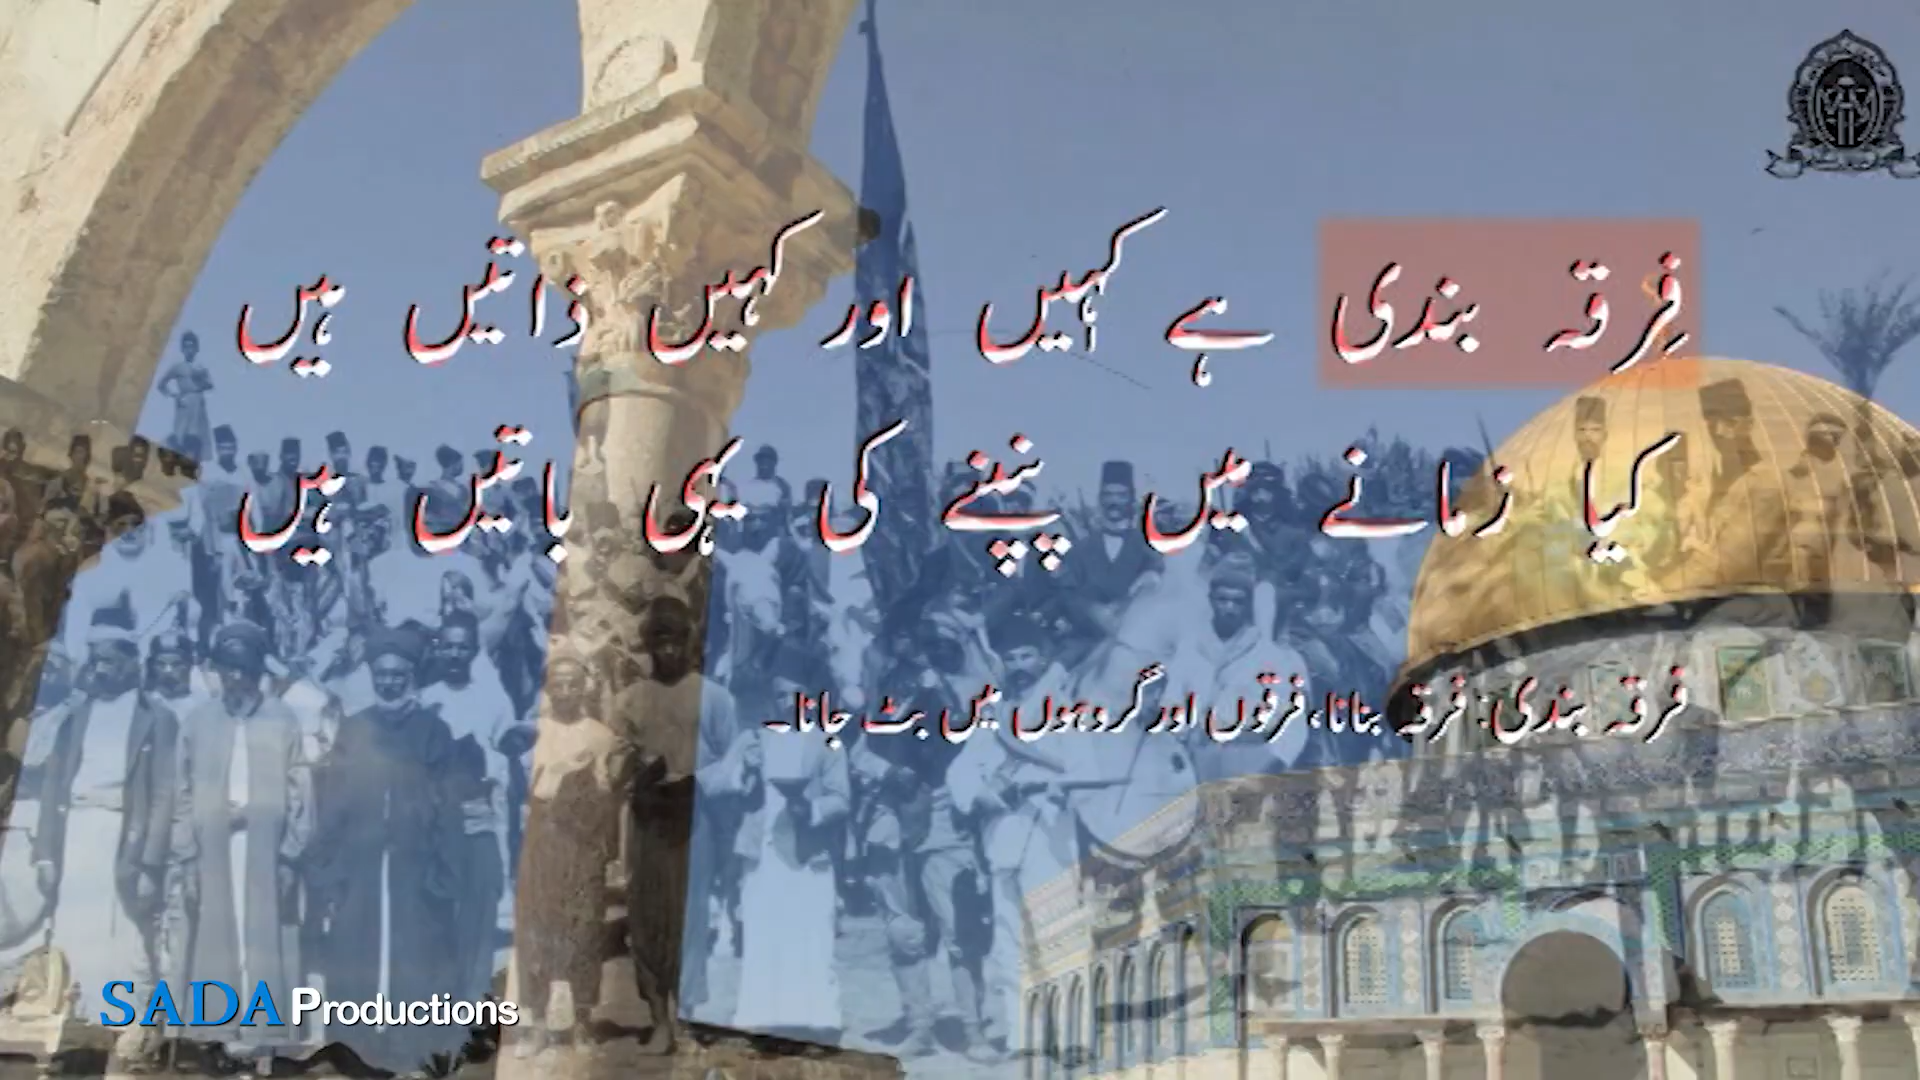 فِرقہ بندی ہے کہیں اور کہیں ذاتیں ہیں
کیا زمانے میں پنپنے کی یہی باتیں ہیں
فرقہ بندی: فرقہ بنانا، فرقوں اور گروہوں میں بٹ جانا۔
SADA Productions